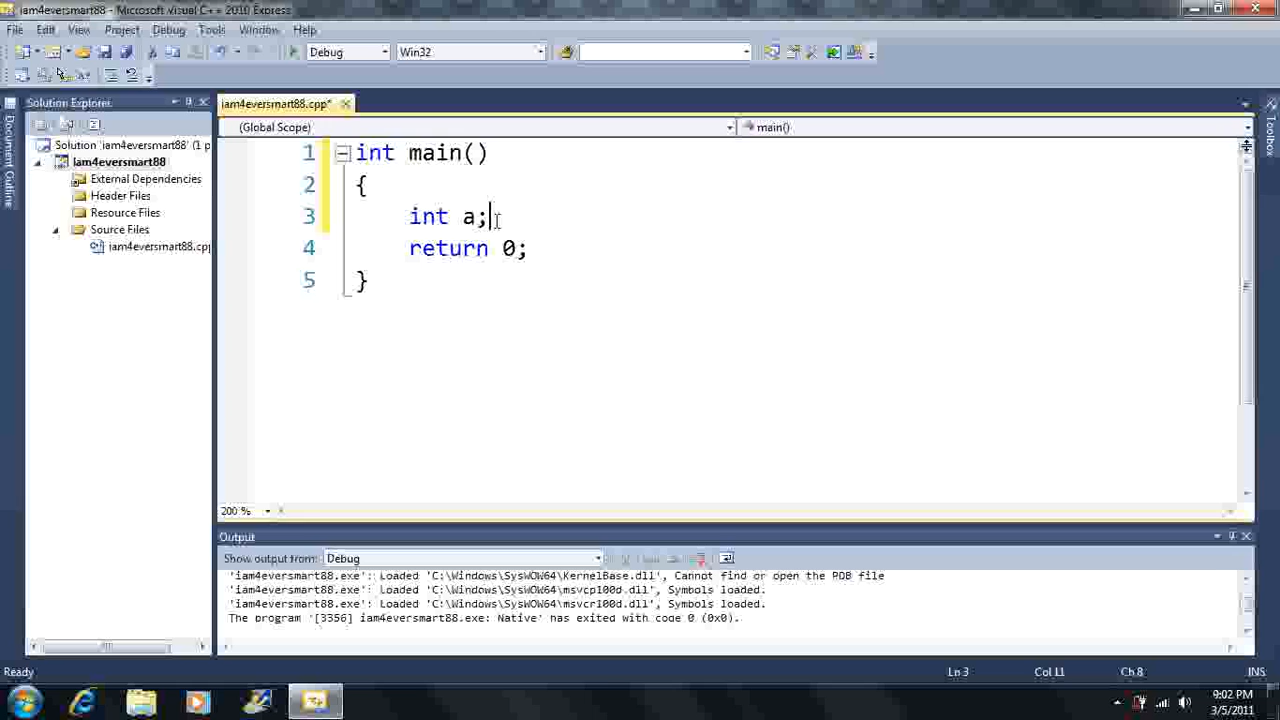 iam4eversmart88 - Microsoft Visual C++ 2010 Express
File Edit View Project Debug Tools Window Help
Debug Win32
Solution Explorer
iam4eversmart88.cpp*
Document Outline
Toolbox
(Global Scope) main()
Solution 'iam4eversmart88' (1 p
iam4eversmart88
External Dependencies
Header Files
Resource Files
Source Files
iam4eversmart88.cpp
1 int main()
2 {
3 int a;
4 return 0;
5 }
200 %
Output
Show output from: Debug
'iam4eversmart88.exe': Loaded 'C:\Windows\SysWOW64\KernelBase.dll', Cannot find or open the PDB file
'iam4eversmart88.exe': Loaded 'C:\Windows\SysWOW64\msvcp100d.dll', Symbols loaded.
'iam4eversmart88.exe': Loaded 'C:\Windows\SysWOW64\msvcr100d.dll', Symbols loaded.
The program '[3356] iam4eversmart88.exe: Native' has exited with code 0 (0x0).
Ready Ln 3 Col 11 Ch 8 INS
9:02 PM
3/5/2011